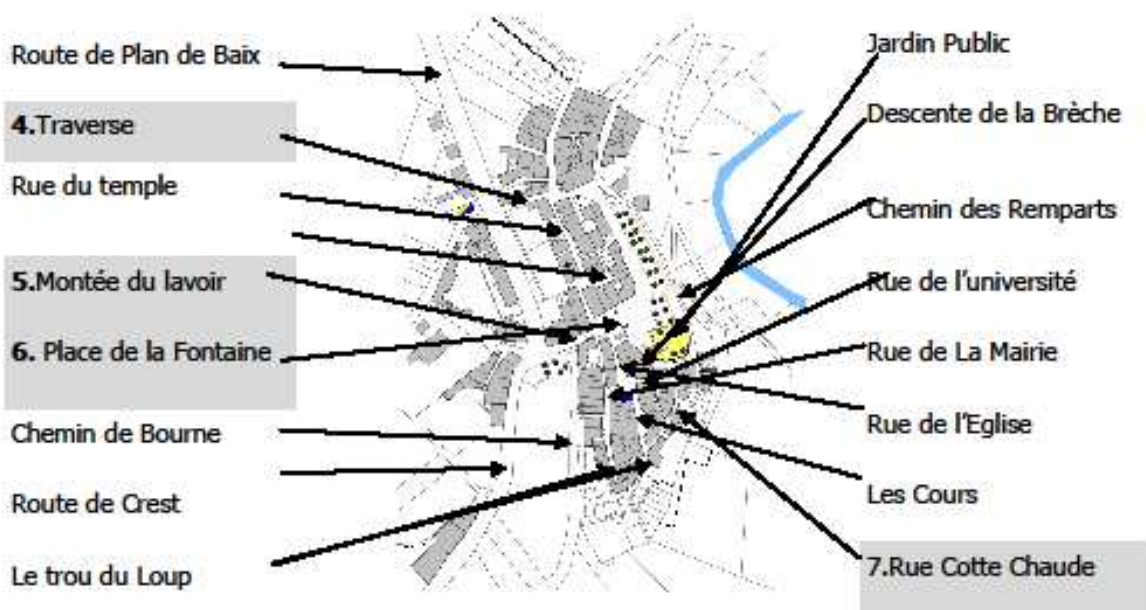 Route de Plan de Baix
4.Traverse
Rue du temple
5.Montée du lavoir
6. Place de la Fontaine
Chemin de Bourne
Route de Crest
Le trou du Loup
Jardin Public
Descente de la Brèche
Chemin des Remparts
Rue de l'université
Rue de La Mairie
Rue de l'Eglise
Les Cours
7.Rue Cotte Chaude